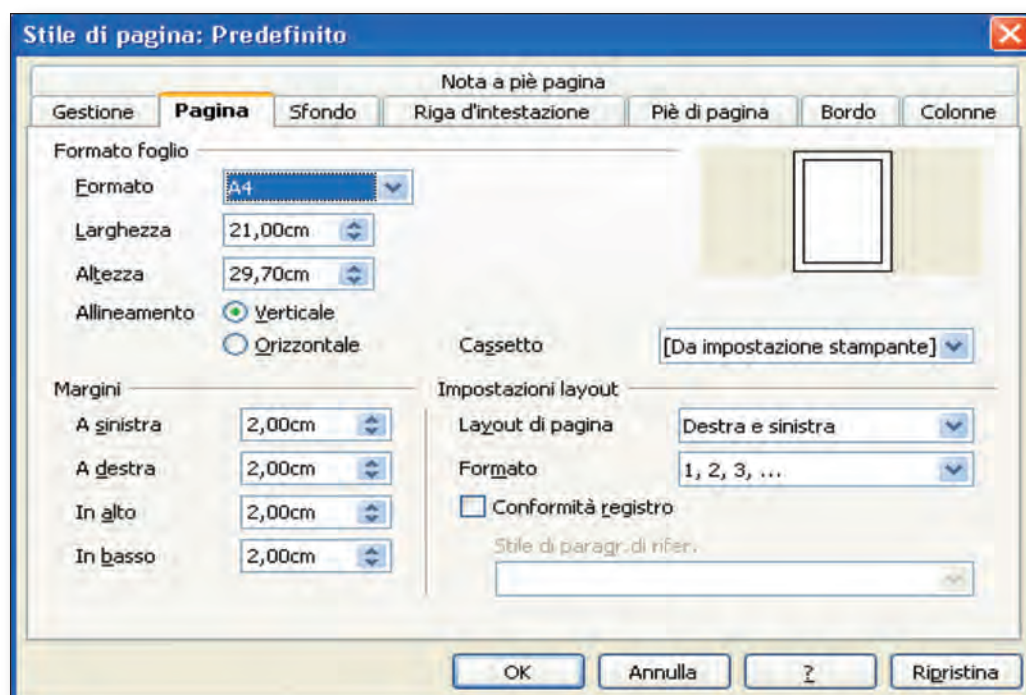 Stile di pagina: Predefinito
Nota a piè pagina
Gestione Pagina Sfondo Riga d'intestazione Piè di pagina Bordo Colonne
Formato foglio
Formato A4
Larghezza 21,00cm
Altezza 29,70cm
Allineamento Verticale
Orizzontale
Cassetto [Da impostazione stampante]
Margini
A sinistra 2,00cm
A destra 2,00cm
In alto 2,00cm
In basso 2,00cm
Impostazioni layout
Layout di pagina Destra e sinistra
Formato 1, 2, 3, ...
Conformità registro
Stile di paragr.di rifer.
OK Annulla ? Ripristina